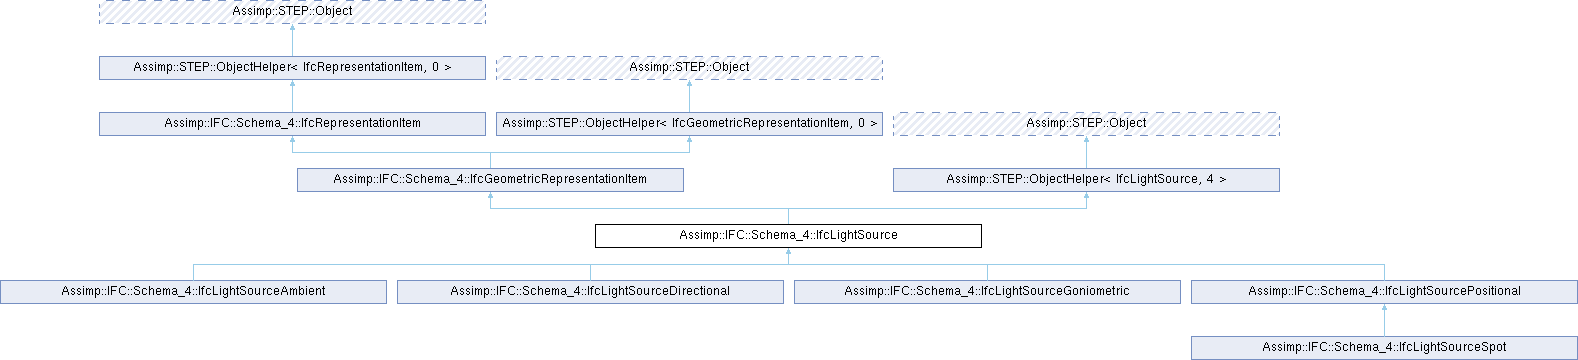 Assimp::STEP::Object
Assimp::STEP::ObjectHelper< IfcRepresentationItem, 0 >
Assimp::STEP::Object
Assimp::IFC::Schema_4::IfcRepresentationItem
Assimp::STEP::ObjectHelper< IfcGeometricRepresentationItem, 0 >
Assimp::STEP::Object
Assimp::IFC::Schema_4::IfcGeometricRepresentationItem
Assimp::STEP::ObjectHelper< IfcLightSource, 4 >
Assimp::IFC::Schema_4::IfcLightSource
Assimp::IFC::Schema_4::IfcLightSourceAmbient
Assimp::IFC::Schema_4::IfcLightSourceDirectional
Assimp::IFC::Schema_4::IfcLightSourceGoniometric
Assimp::IFC::Schema_4::IfcLightSourcePositional
Assimp::IFC::Schema_4::IfcLightSourceSpot